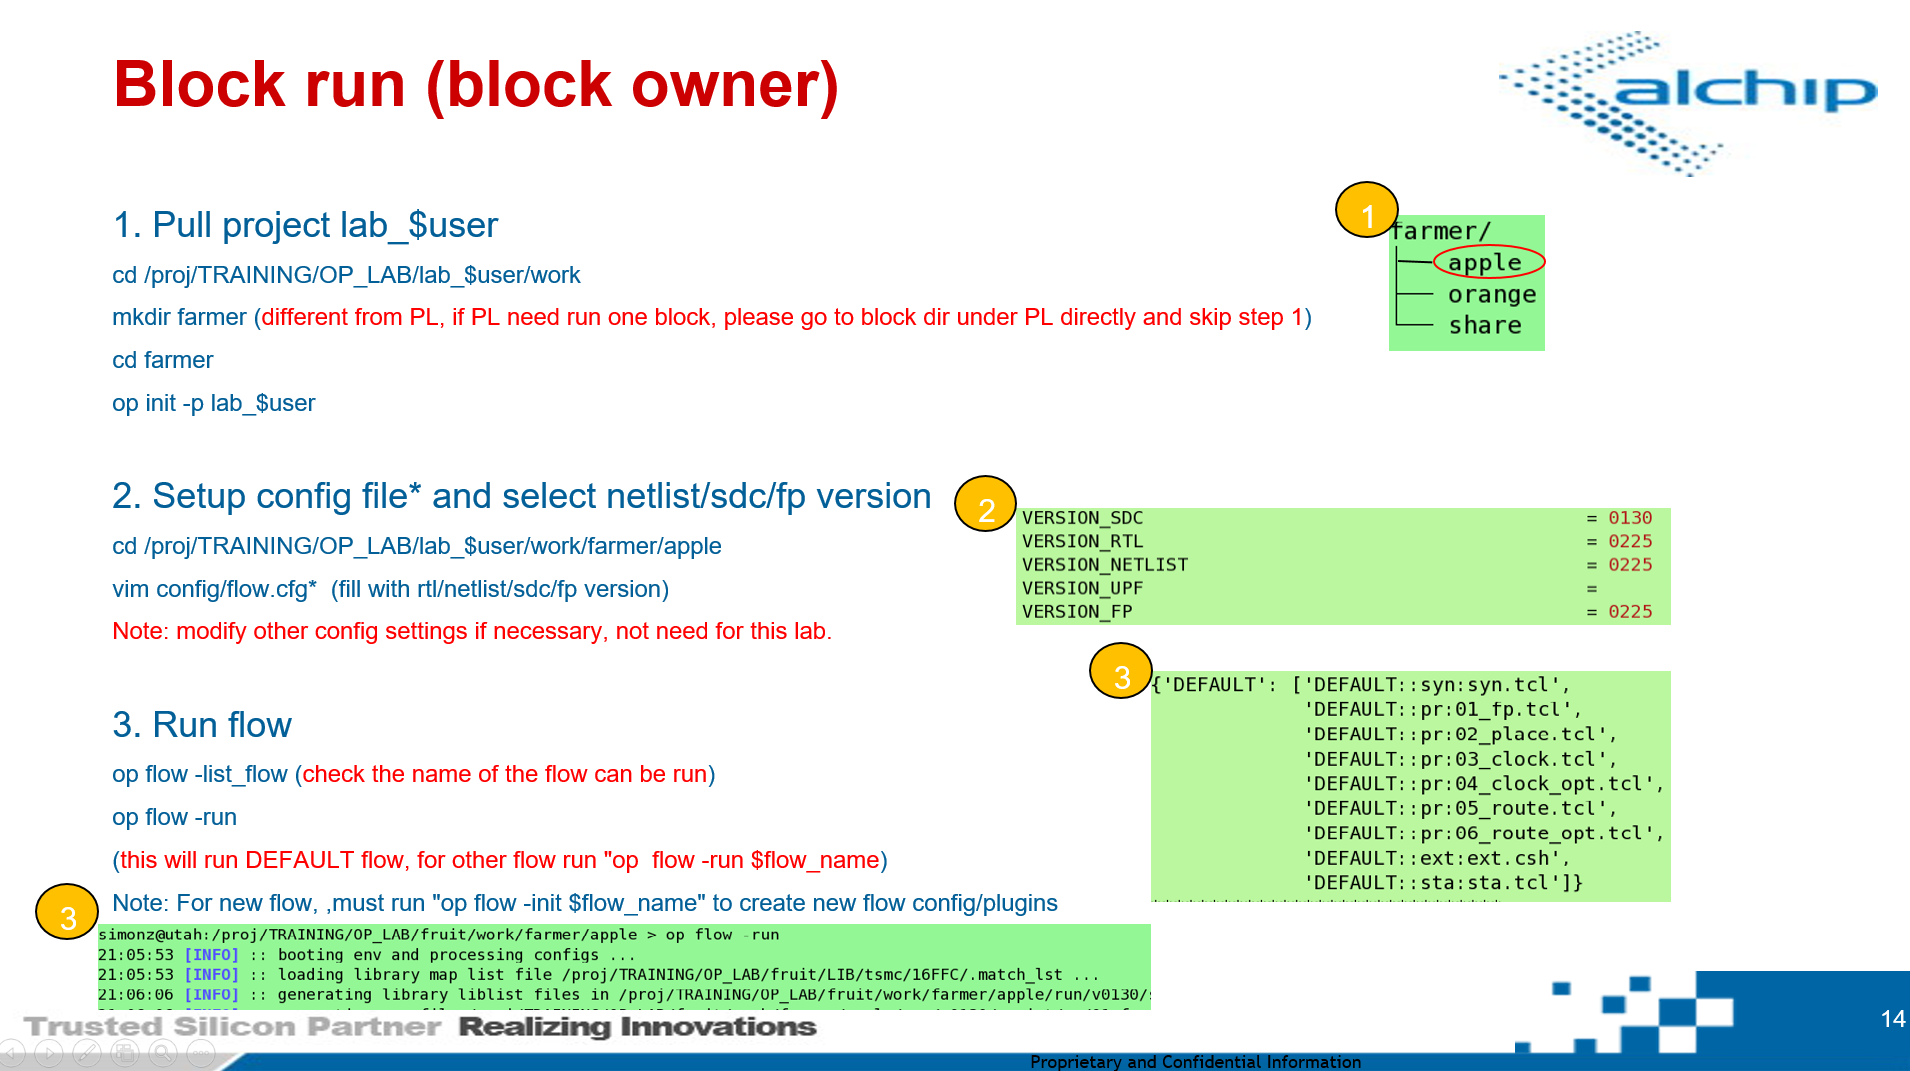 Block run (block owner)
alchip
1. Pull project lab_$user
cd /proj/TRAINING/OP_LAB/lab_$user/work
mkdir farmer (different from PL, if PL need run one block, please go to block dir under PL directly and skip step 1)
cd farmer
op init -p lab_$user
1
farmer/
apple
orange
share
2. Setup config file* and select netlist/sdc/fp version
cd /proj/TRAINING/OP_LAB/lab_$user/work/farmer/apple
vim config/flow.cfg*  (fill with rtl/netlist/sdc/fp version)
Note: modify other config settings if necessary, not need for this lab.
2
VERSION_SDC = 0130
VERSION_RTL = 0225
VERSION_NETLIST = 0225
VERSION_UPF =
VERSION_FP = 0225
3. Run flow
op flow -list_flow (check the name of the flow can be run)
op flow -run
(this will run DEFAULT flow, for other flow run "op  flow -run $flow_name)
Note: For new flow, ,must run "op flow -init $flow_name" to create new flow config/plugins
3
{'DEFAULT': ['DEFAULT::syn:syn.tcl',
'DEFAULT::pr:01_fp.tcl',
'DEFAULT::pr:02_place.tcl',
'DEFAULT::pr:03_clock.tcl',
'DEFAULT::pr:04_clock_opt.tcl',
'DEFAULT::pr:05_route.tcl',
'DEFAULT::pr:06_route_opt.tcl',
'DEFAULT::ext:ext.csh',
'DEFAULT::sta:sta.tcl']}
3
simonz@utah:/proj/TRAINING/OP_LAB/fruit/work/farmer/apple > op flow -run
21:05:53 [INFO] :: booting env and processing configs ...
21:05:53 [INFO] :: loading library map list file /proj/TRAINING/OP_LAB/fruit/LIB/tsmc/16FFC/.match_lst ...
21:06:06 [INFO] :: generating library liblist files in /proj/TRAINING/OP_LAB/fruit/work/farmer/apple/run/v0130/
Trusted Silicon Partner Realizing Innovations
Proprietary and Confidential Information
14